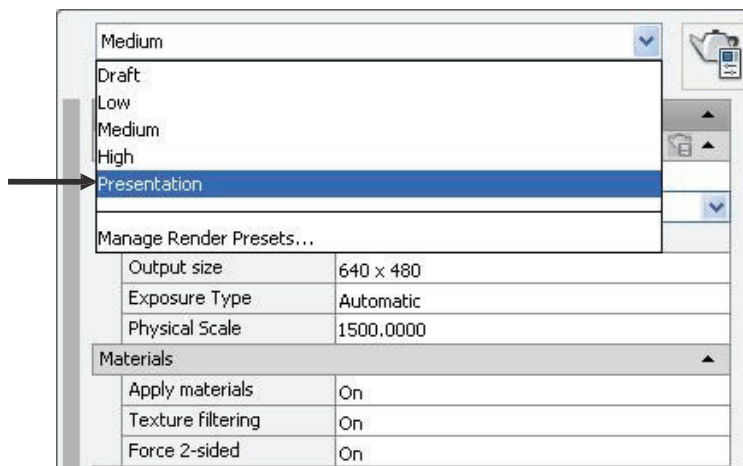 Medium
Draft
Low
Medium
High
Presentation
Manage Render Presets...
Output size 640 x 480
Exposure Type Automatic
Physical Scale 1500.0000
Materials
Apply materials On
Texture filtering On
Force 2-sided On